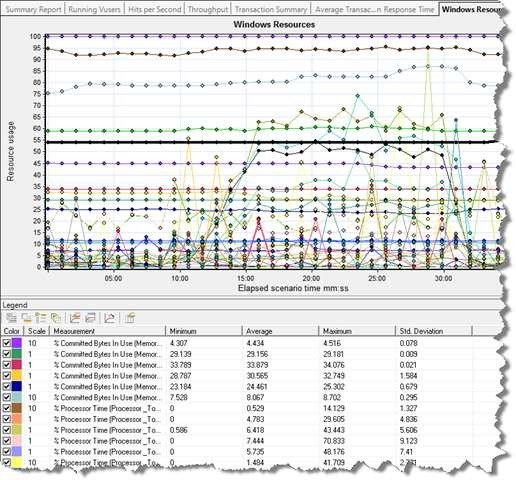 Summary Report Running Vusers Hits per Second Throughput Transaction Summary Average Transac...n Response Time Windows Resour
Windows Resources
Resource usage
100
95
90
85
80
75
70
65
60
55
50
45
40
35
30
25
20
15
10
5
0
05:00 10:00 15:00 20:00 25:00 30:00
Elapsed scenario time mm:ss
Legend
Color Scale Measurement Minimum Average Maximum Std. Deviation
10 % Committed Bytes In Use (Memor... 4.307 4.434 4.516 0.078
1 % Committed Bytes In Use (Memor... 29.139 29.156 29.181 0.009
1 % Committed Bytes In Use (Memor... 33.789 33.879 34.076 0.021
1 % Committed Bytes In Use (Memor... 28.787 30.565 32.749 1.584
1 % Committed Bytes In Use (Memor... 23.184 24.461 25.302 0.679
10 % Committed Bytes In Use (Memor... 7.528 8.067 8.702 0.295
10 % Processor Time (Processor _To... 0 0.529 14.129 1.327
1 % Processor Time (Processor _To... 0 4.783 29.605 4.836
1 % Processor Time (Processor _To... 0.586 6.418 43.443 5.606
1 % Processor Time (Processor _To... 0 7.444 70.833 9.123
1 % Processor Time (Processor _To... 0 5.735 48.176 7.41
10 % Processor Time (Processor _To... 0 1.484 41.709